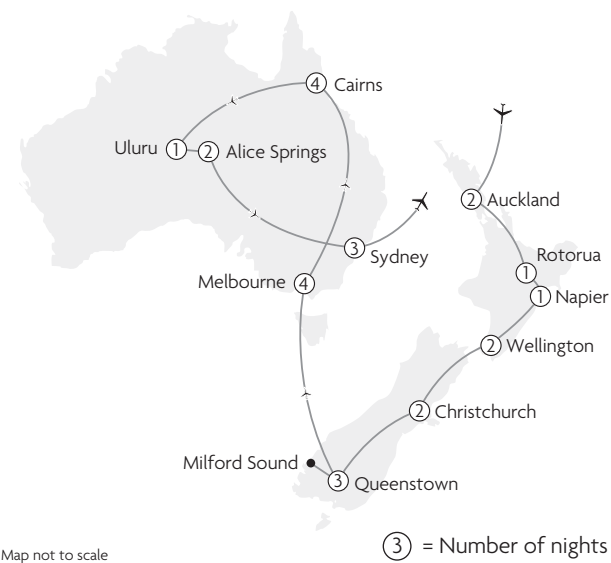 4 Cairns
Uluru 1 2 Alice Springs
2 Auckland
3 Sydney
Rotorua
1
Melbourne 4
1 Napier
2 Wellington
2 Christchurch
Milford Sound
3 Queenstown
Map not to scale
3 = Number of nights